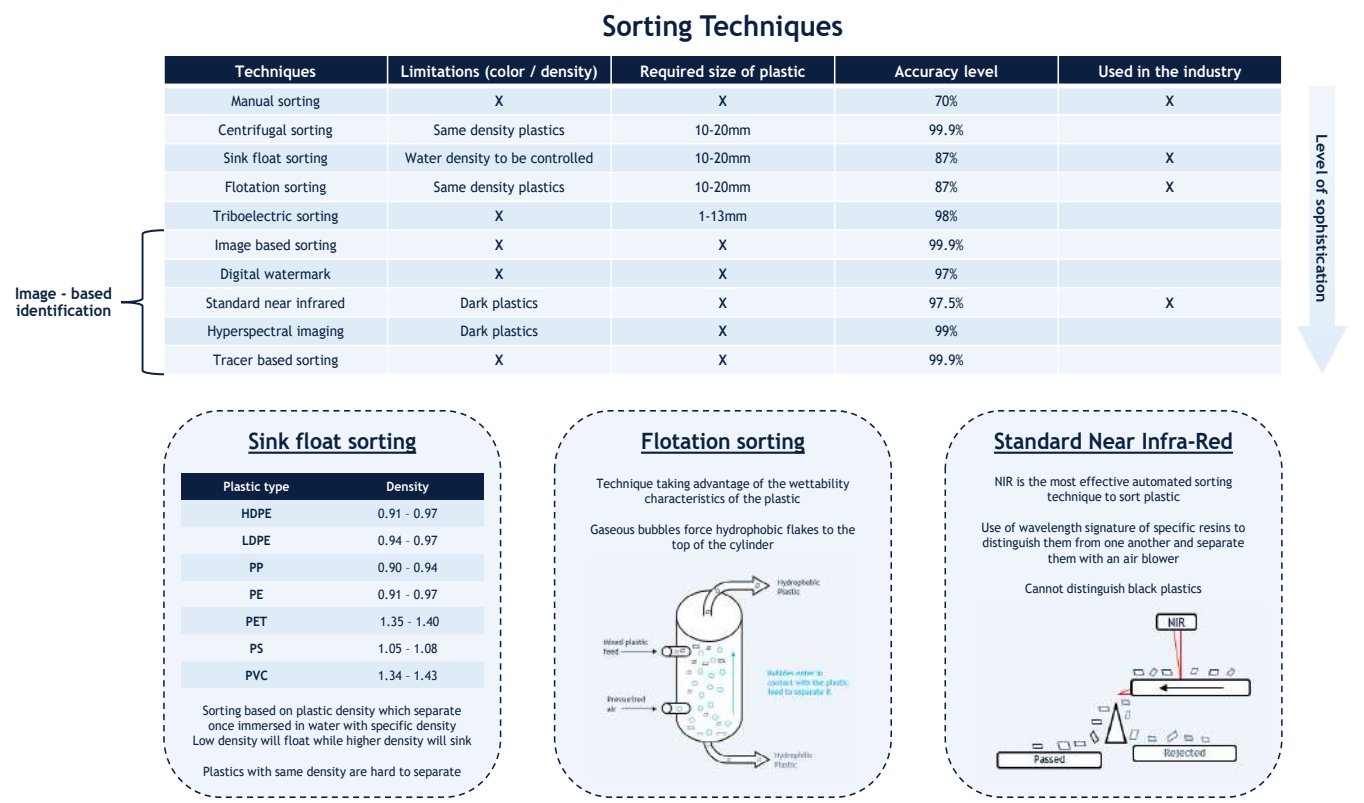 Sorting Techniques
Techniques Limitations (color / density) Required size of plastic Accuracy level Used in the industry
Manual sorting X X 70% X
Centrifugal sorting Same density plastics 10-20mm 99.9%
Sink float sorting Water density to be controlled 10-20mm 87% X
Flotation sorting Same density plastics 10-20mm 87% X
Triboelectric sorting X 1-13mm 98%
Image based sorting X X 99.9%
Digital watermark X X 97%
Standard near infrared Dark plastics X 97.5% X
Hyperspectral imaging Dark plastics X 99%
Tracer based sorting X X 99.9%
Image - based
identification
Level of sophistication
Sink float sorting
Plastic type Density
HDPE 0.91 - 0.97
LDPE 0.94 - 0.97
PP 0.90 - 0.94
PE 0.91 - 0.97
PET 1.35 - 1.40
PS 1.05 - 1.08
PVC 1.34 - 1.43
Sorting based on plastic density which separate
once immersed in water with specific density
Low density will float while higher density will sink
Plastics with same density are hard to separate
Flotation sorting
Technique taking advantage of the wettability
characteristics of the plastic
Gaseous bubbles force hydrophobic flakes to the
top of the cylinder
Hydrophobic
Plastic
Mixed plastic
feed
Pressurized
air
Bubbles enter in
contact with the plastic
feed to separate it
Hydrophilic
Plastic
Standard Near Infra-Red
NIR is the most effective automated sorting
technique to sort plastic
Use of wavelength signature of specific resins to
distinguish them from one another and separate
them with an air blower
Cannot distinguish black plastics
NIR
Passed
Rejected